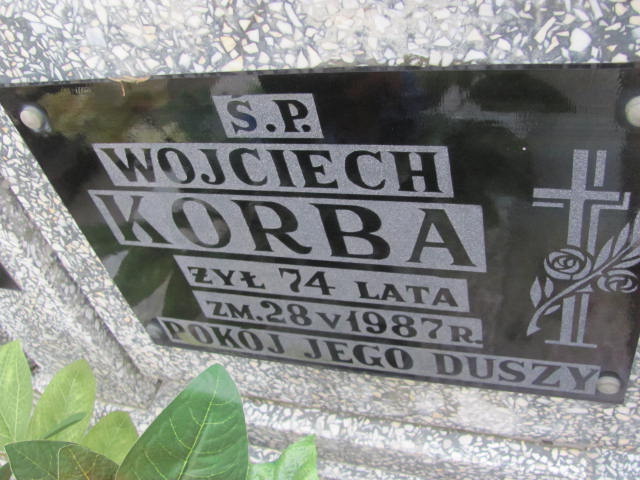 S.P.
WOJCIECH
KORBA
ŻYŁ 74 LATA
ZM. 28 V 1987 R.
POKÓJ JEGO DUSZY